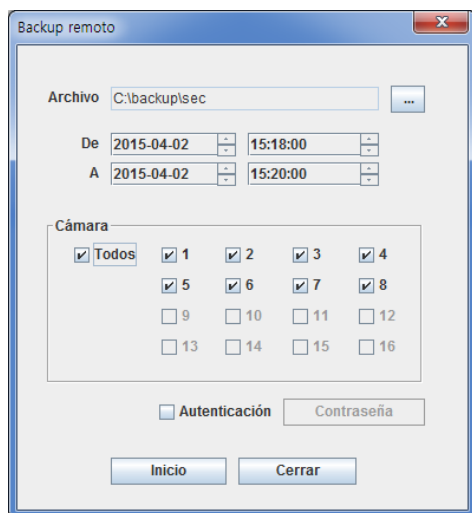 Backup remoto
Archivo C:\backup\sec ...
De 2015-04-02 15:18:00
A 2015-04-02 15:20:00
Cámara
Todos 1 2 3 4
5 6 7 8
9 10 11 12
13 14 15 16
Autenticación Contraseña
Inicio Cerrar